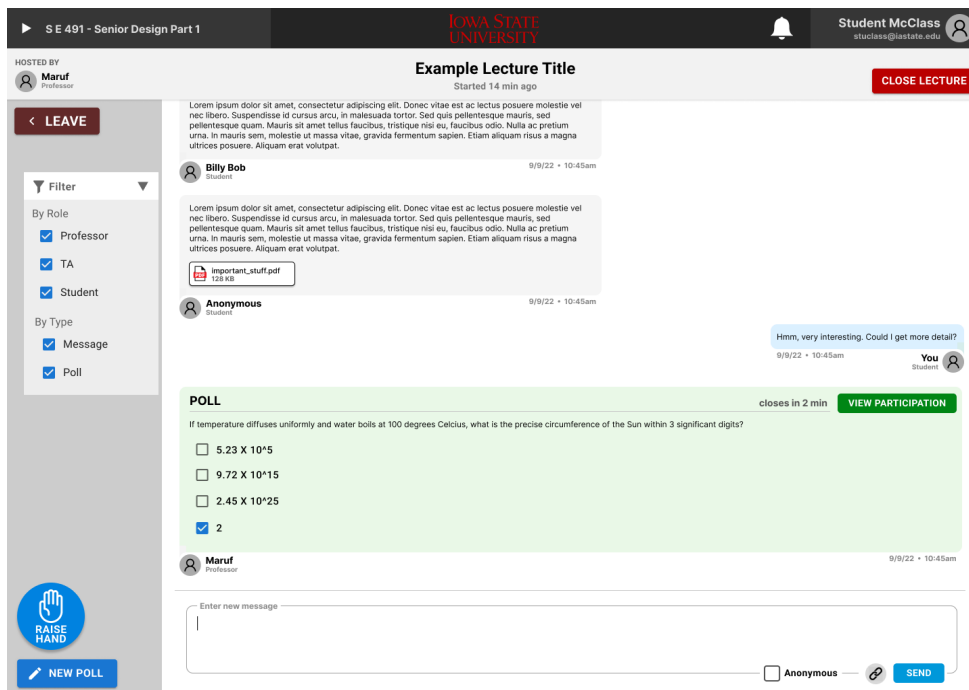 S E 491 - Senior Design Part 1
IOWA STATE
UNIVERSITY
Student McClass
stuclass@iastate.edu
HOSTED BY
Maruf
Professor
Example Lecture Title
Started 14 min ago
CLOSE LECTURE
LEAVE
Filter
By Role
Professor
TA
Student
By Type
Message
Poll
RAISE
HAND
NEW POLL
Lorem ipsum dolor sit amet, consectetur adipiscing elit. Donec vitae est ac lectus posuere molestie vel
nec libero. Suspendisse id cursus arcu, in malesuada tortor. Sed quis pellentesque mauris, sed
pellentesque quam. Mauris sit amet tellus faucibus, tristique nisi eu, faucibus odio. Nulla ac pretium
urna. In mauris sem, molestie ut massa vitae, gravida fermentum sapien. Etiam aliquam risus a magna
ultrices posuere. Aliquam erat volutpat.
Billy Bob
Student
9/9/22 • 10:45am
Lorem ipsum dolor sit amet, consectetur adipiscing elit. Donec vitae est ac lectus posuere molestie vel
nec libero. Suspendisse id cursus arcu, in malesuada tortor. Sed quis pellentesque mauris, sed
pellentesque quam. Mauris sit amet tellus faucibus, tristique nisi eu, faucibus odio. Nulla ac pretium
urna. In mauris sem, molestie ut massa vitae, gravida fermentum sapien. Etiam aliquam risus a magna
ultrices posuere. Aliquam erat volutpat.
PDF
important_stuff.pdf
128 KB
Anonymous
Student
9/9/22 • 10:45am
Hmm, very interesting. Could I get more detail?
9/9/22 • 10:45am
You
Student
POLL
closes in 2 min
VIEW PARTICIPATION
If temperature diffuses uniformly and water boils at 100 degrees Celcius, what is the precise circumference of the Sun within 3 significant digits?
5.23 X 10^5
9.72 X 10^15
2.45 X 10^25
2
Maruf
Professor
9/9/22 • 10:45am
Enter new message
Anonymous
SEND